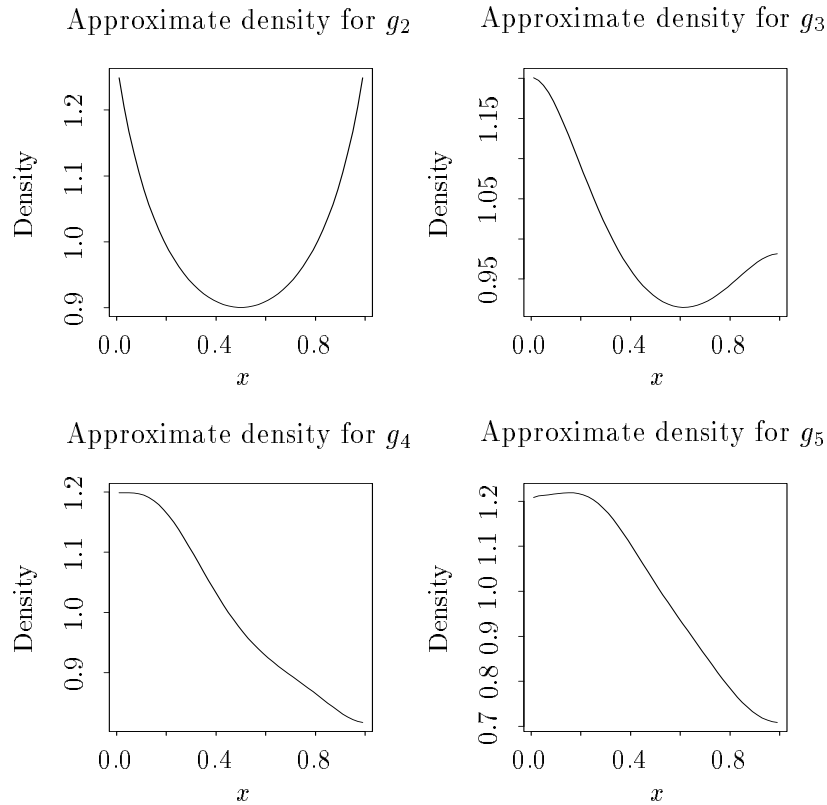 Approximate density for g2
Density
0.9 1.0 1.1 1.2
0.0 0.4 0.8
x
Approximate density for g3
Density
0.95 1.05 1.15
0.0 0.4 0.8
x
Approximate density for g4
Density
0.9 1.0 1.1 1.2
0.0 0.4 0.8
x
Approximate density for g5
Density
0.7 0.8 0.9 1.0 1.1 1.2
0.0 0.4 0.8
x